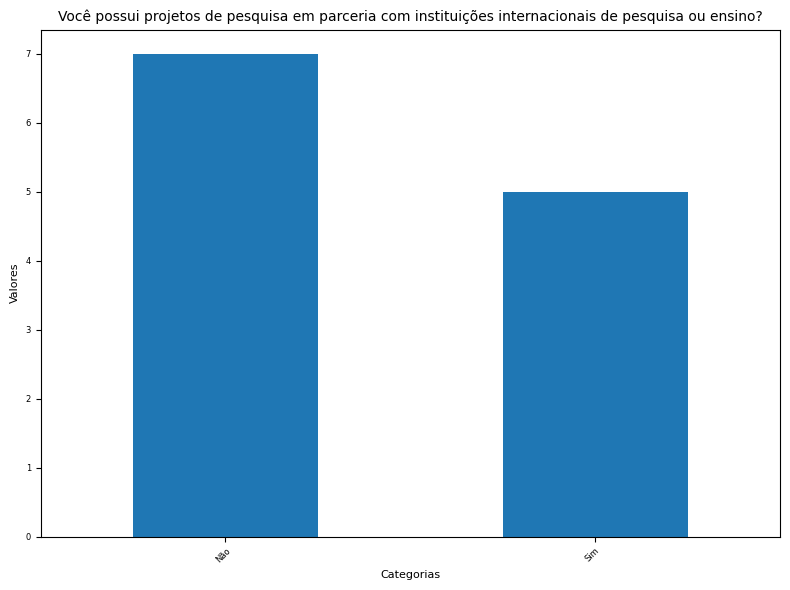 Você possui projetos de pesquisa em parceria com instituições internacionais de pesquisa ou ensino?
7
6
5
4
3
2
1
0
Valores
Não
Sim
Categorias